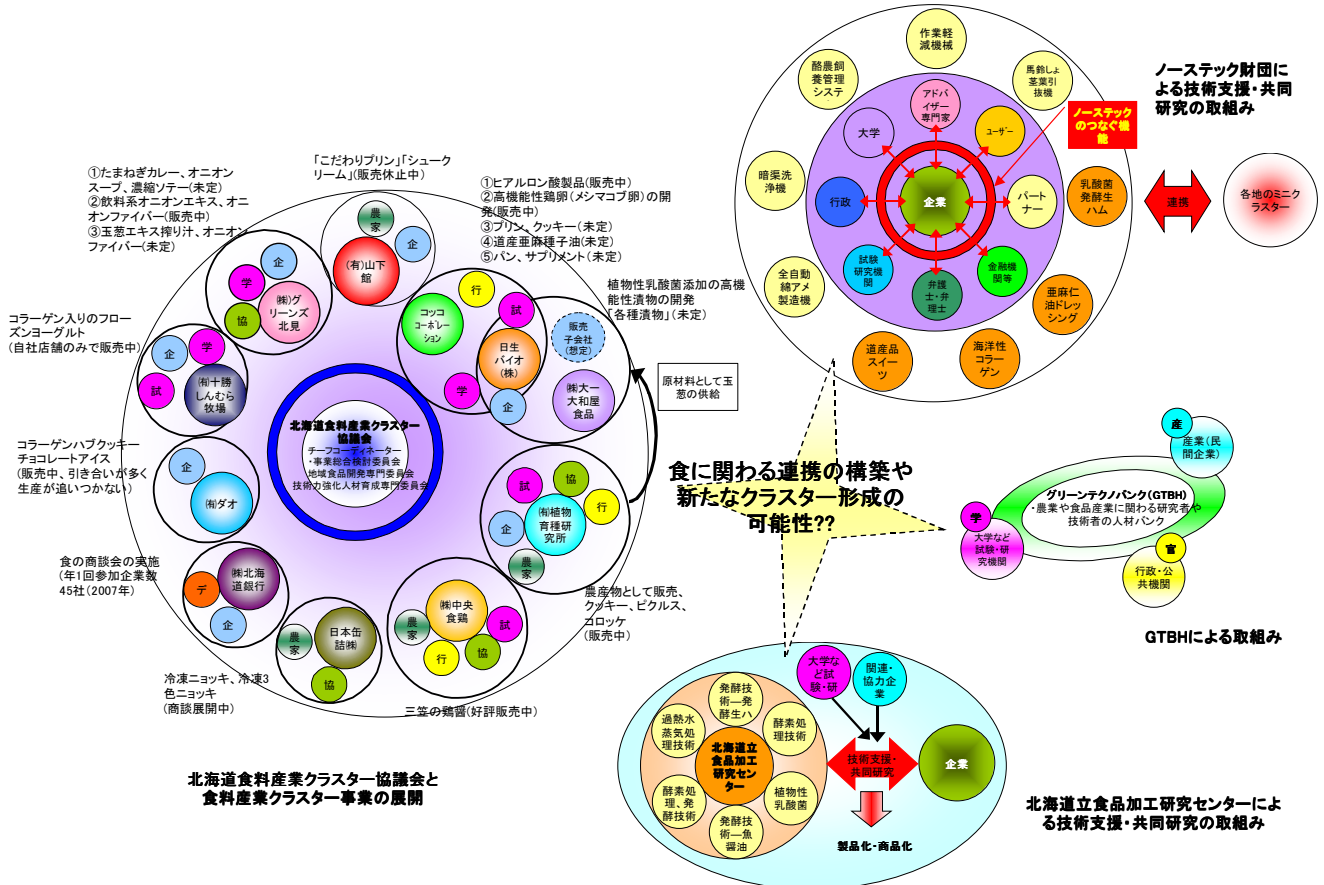 作業軽
減機械
酪農飼
養管理
システ
馬鈴しょ
茎葉引
抜機
ノーステック財団に
よる技術支援・共同
研究の取組み
アドバ
イザー
専門家
ノーステック
のつなぐ機
能
大学
ユーザー
暗渠洗
浄機
行政
企業
パート
ナー
乳酸菌
発酵生
ハム
連携
各地のミニク
ラスター
試験
研究機
関
金融機
関等
弁護
士・弁
理士
全自動
綿アメ
製造機
亜麻仁
油ドレッ
シング
道産品
スイー
ツ
海洋性
コラー
ゲン
①たまねぎカレー、オニオン
スープ、濃縮ソテー(未定)
②飲料系オニオンエキス、オニ
オンファイバー(販売中)
③玉葱エキス搾り汁、オニオン
ファイバー(未定)
「こだわりプリン」「シューク
リーム」(販売休止中)
①ヒアルロン酸製品(販売中)
②高機能性鶏卵(メシマコブ卵)の開
発(販売中)
③プリン、クッキー(未定)
④道産亜麻種子油(未定)
⑤パン、サプリメント(未定)
植物性乳酸菌添加の高機
能性漬物の開発
「各種漬物」(未定)
農
家
企
(有)山下
館
企
学
協
㈱グ
リーンズ
北見
行
試
コッコ
コーポレー
ション
日生
バイオ
(株)
学
企
販売
子会社
(想定)
㈱大一
大和屋
食品
原材料として玉
葱の供給
コラーゲン入りのフロー
ズンヨーグルト
(自社店舗のみで販売中)
企
学
試
㈲十勝
しんむら
牧場
北海道食料産業クラスター
協議会
チーフコーディネーター
・事業総合検討委員会
地域食品開発専門委員会
技術力強化人材育成専門委員会
コラーゲンハブクッキー
チョコレートアイス
(販売中、引き合いが多く
生産が追いつかない)
企
㈲ダオ
試
協
行
企
㈲植物
育種研
究所
農
家
農産物として販売、
クッキー、ピクルス、
コロッケ
(販売中)
食の商談会の実施
(年1回参加企業数
45社(2007年)
デ
㈱北海
道銀行
企
農
家
日本缶
詰㈱
協
冷凍ニョッキ、冷凍3
色ニョッキ
(商談展開中)
農
家
㈱中央
食鶏
試
協
行
三笠の鶏醤(好評販売中)
北海道食料産業クラスター協議会と
食料産業クラスター事業の展開
食に関わる連携の構築や
新たなクラスター形成の
可能性??
産
産業(民
間企業)
グリーンテクノバンク(GTBH)
・農業や食品産業に関わる研究者や
技術者の人材バンク
学
大学など
試験・研
究機関
官
行政・公
共機関
GTBHによる取組み
大学な
ど試
験・研
関連・
協力企
業
発酵技
術―発
酵生ハ
過熱水
蒸気処
理技術
酵素処
理技術
北海道立
食品加工
研究セン
ター
酵素処
理、発
酵技術
植物性
乳酸菌
発酵技
術―魚
醤油
技術支援・
共同研究
企業
製品化・商品化
北海道立食品加工研究センターによ
る技術支援・共同研究の取組み